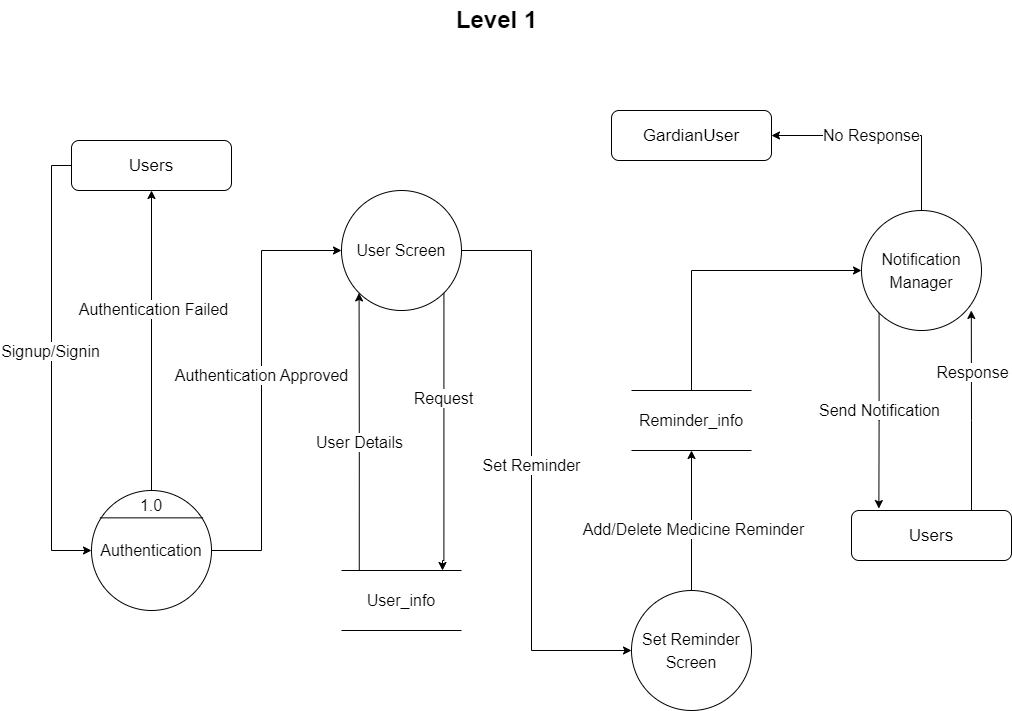 Level 1
GardianUser
No Response
Users
User Screen
Notification
Manager
Authentication Failed
Signup/Signin
Authentication Approved
Response
Request
Send Notification
Reminder_info
User Details
Set Reminder
1.0
Add/Delete Medicine Reminder
Users
Authentication
User_info
Set Reminder
Screen